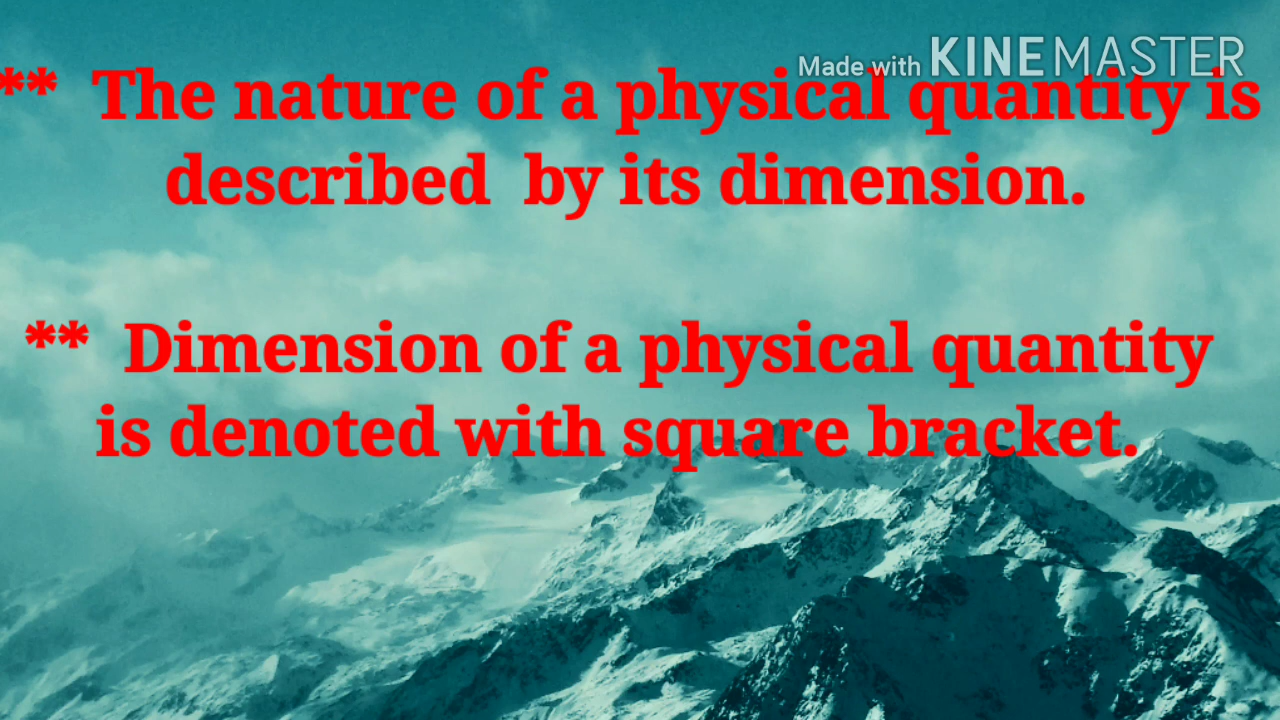 Made with KINEMASTER
** The nature of a physical quantity is
described by its dimension.
** Dimension of a physical quantity
is denoted with square bracket.